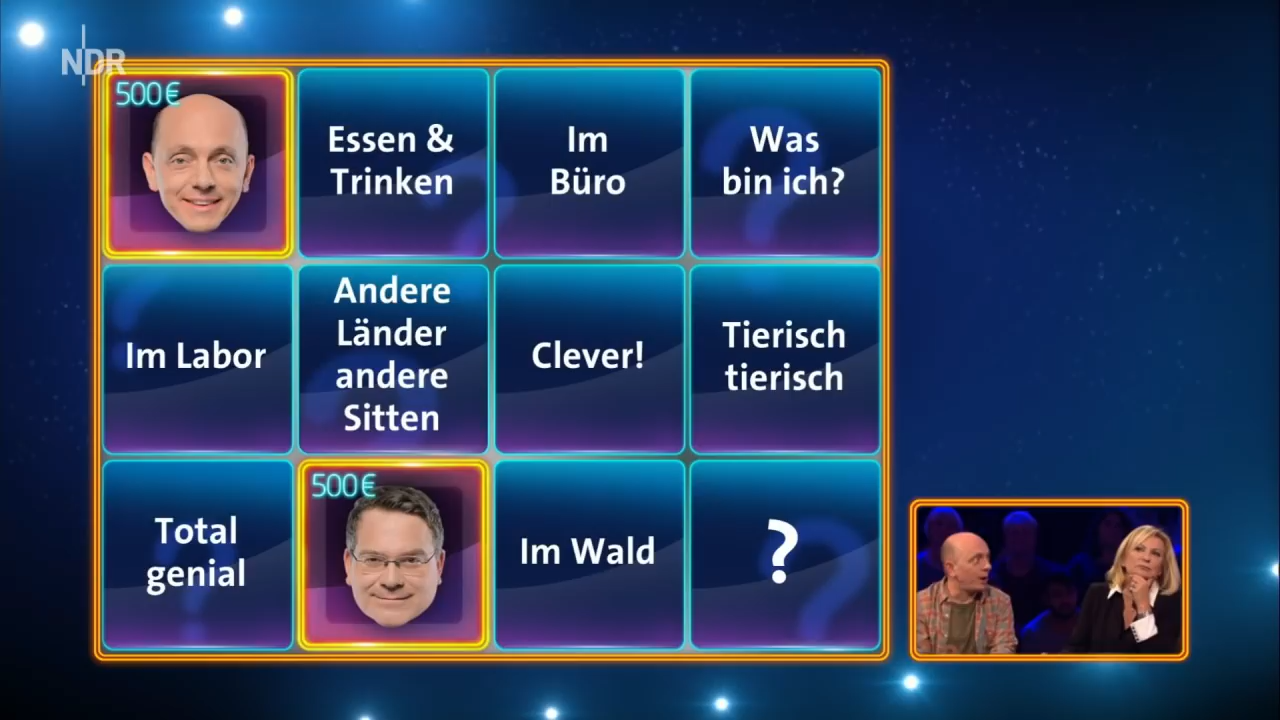 NDR
500€
Essen &
Trinken
Im
Büro
Was
bin ich?
Im Labor
Andere
Länder
andere
Sitten
Clever!
Tierisch
tierisch
Total
genial
500€
Im Wald
?